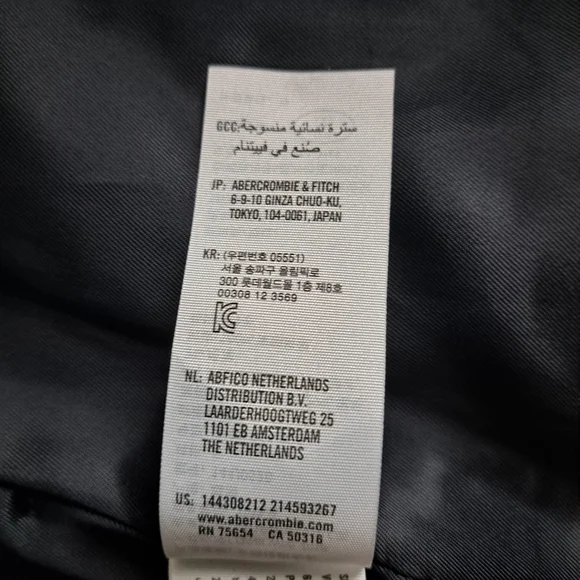 GCC: سترة نسائية منسوجة
صُنع في فييتنام
JP: ABERCROMBIE & FITCH
6-9-10 GINZA CHUO-KU,
TOKYO, 104-0061, JAPAN
KR: (우편번호 05551)
서울 송파구 올림픽로
300 롯데월드몰 1층 제8호
00308 12 3569
KC
NL: ABFICO NETHERLANDS
DISTRIBUTION B.V.
LAARDERHOOGTWEG 25
1101 EB AMSTERDAM
THE NETHERLANDS
US: 144308212 214593267
www.abercrombie.com
RN 75654 CA 50316